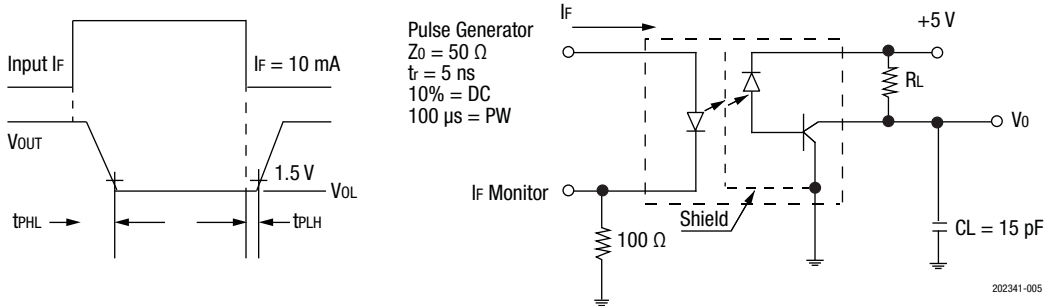 Input IF
IF = 10 mA
VOUT
1.5 V
VOL
tPHL
tPLH
Pulse Generator
Z0 = 50 Ω
tr = 5 ns
10% = DC
100 µs = PW
IF
+5 V
RL
V0
IF Monitor
Shield
100 Ω
CL = 15 pF
202341-005